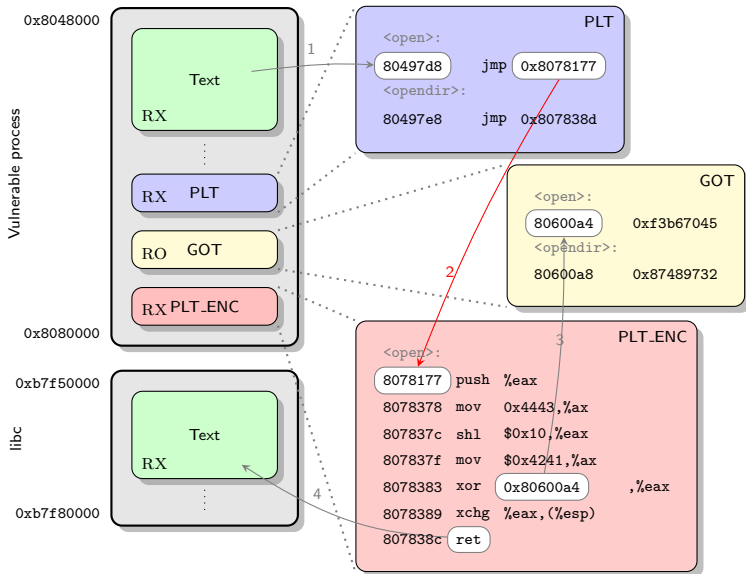 0x8048000
Vulnerable process
Text
RX
RX PLT
RO GOT
RX PLT_ENC
0x8080000
0xb7f50000
libc
Text
RX
0xb7f80000
1
2
3
4
PLT
<open>:
80497d8 jmp 0x8078177
<opendir>:
80497e8 jmp 0x807838d
GOT
<open>:
80600a4 0xf3b67045
<opendir>:
80600a8 0x87489732
PLT_ENC
<open>:
8078177 push %eax
8078378 mov 0x4443,%ax
807837c shl $0x10,%eax
807837f mov $0x4241,%ax
8078383 xor 0x80600a4 ,%eax
8078389 xchg %eax,(%esp)
807838c ret